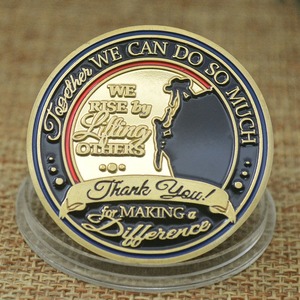 Together WE CAN DO SO MUCH
WE
RISE by
Lifting
OTHERS
Thank You!
for MAKING a
Difference